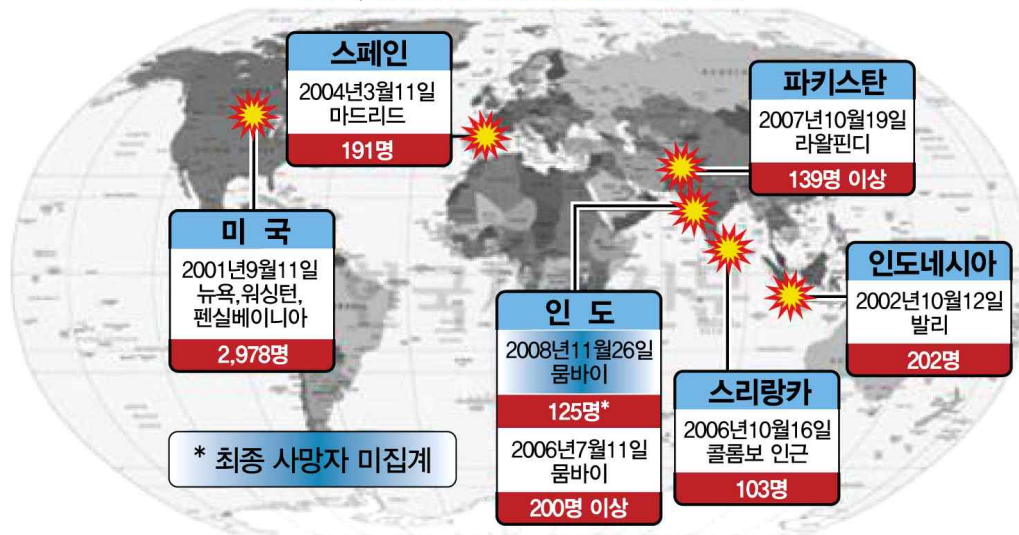 스페인
2004년3월11일
마드리드
191명
파키스탄
2007년10월19일
라왈핀디
139명 이상
미 국
2001년9월11일
뉴욕,워싱턴,
펜실베이니아
2,978명
인 도
2008년11월26일
뭄바이
125명*
2006년7월11일
뭄바이
200명 이상
인도네시아
2002년10월12일
발리
202명
스리랑카
2006년10월16일
콜롬보 인근
103명
* 최종 사망자 미집계